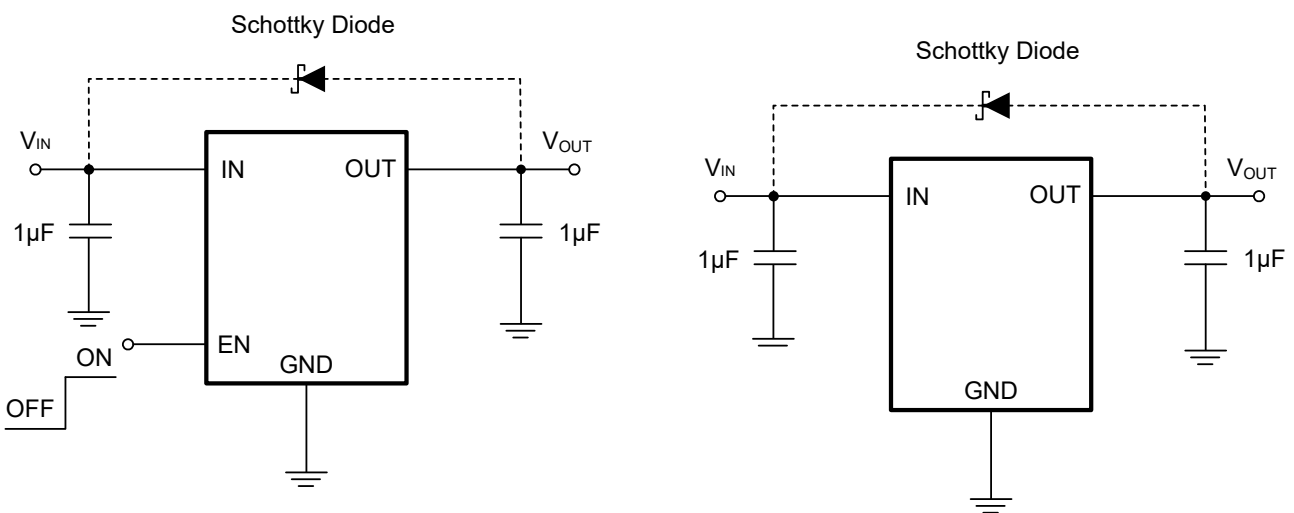 Schottky Diode
VIN
VOUT
IN
OUT
1µF
1µF
EN
ON
OFF
GND
Schottky Diode
VIN
VOUT
IN
OUT
1µF
1µF
GND